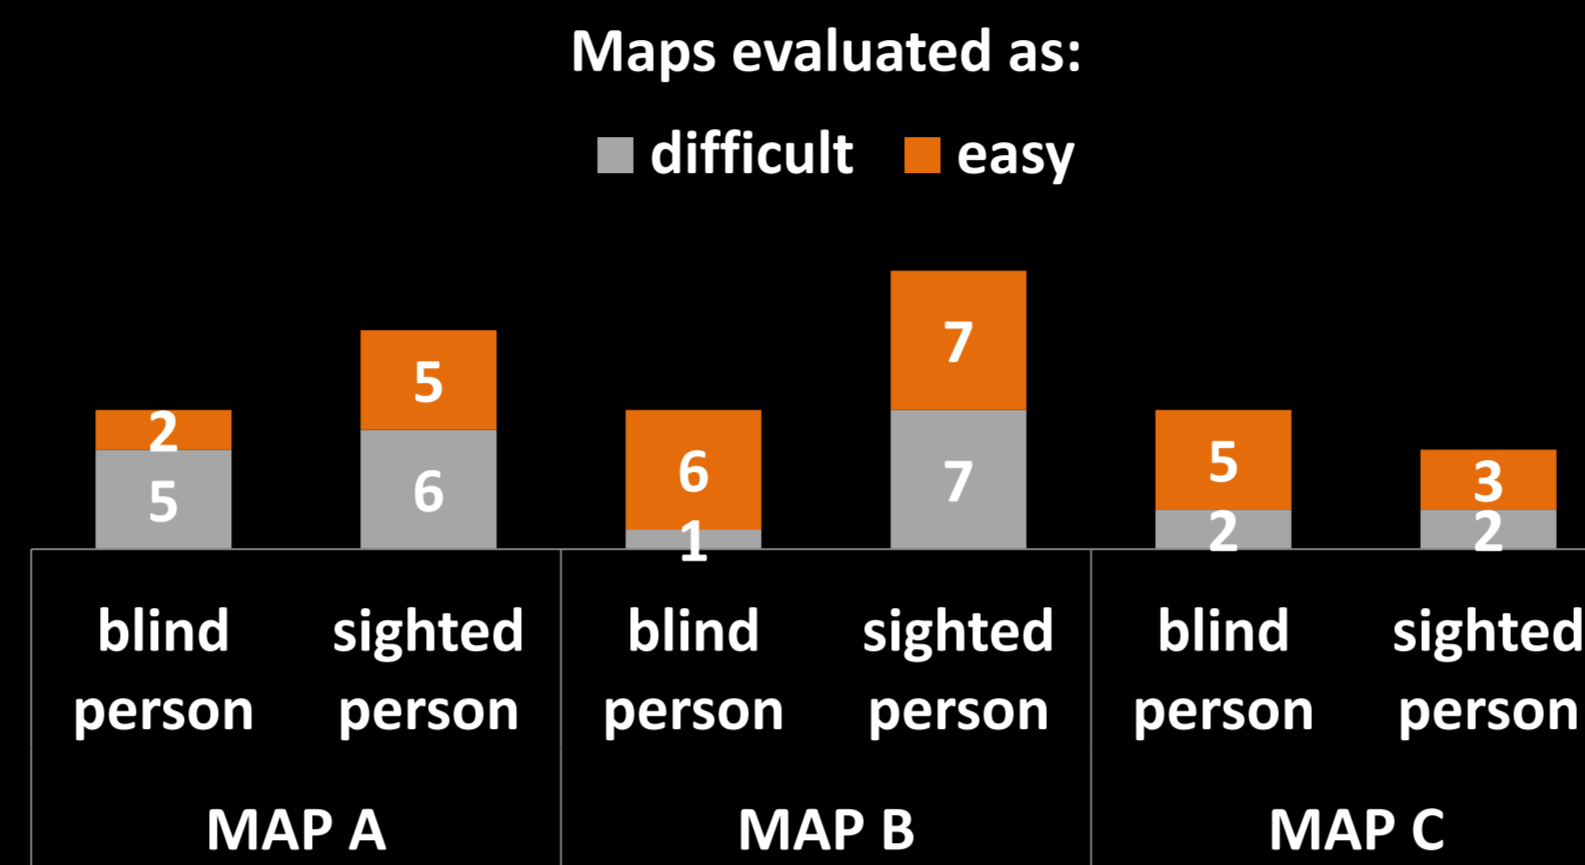 Maps evaluated as:
difficult easy
2 5 6 7 5 3
5 6 1 7 2 2
blind sighted blind sighted blind sighted
person person person person person person
MAP A MAP B MAP C